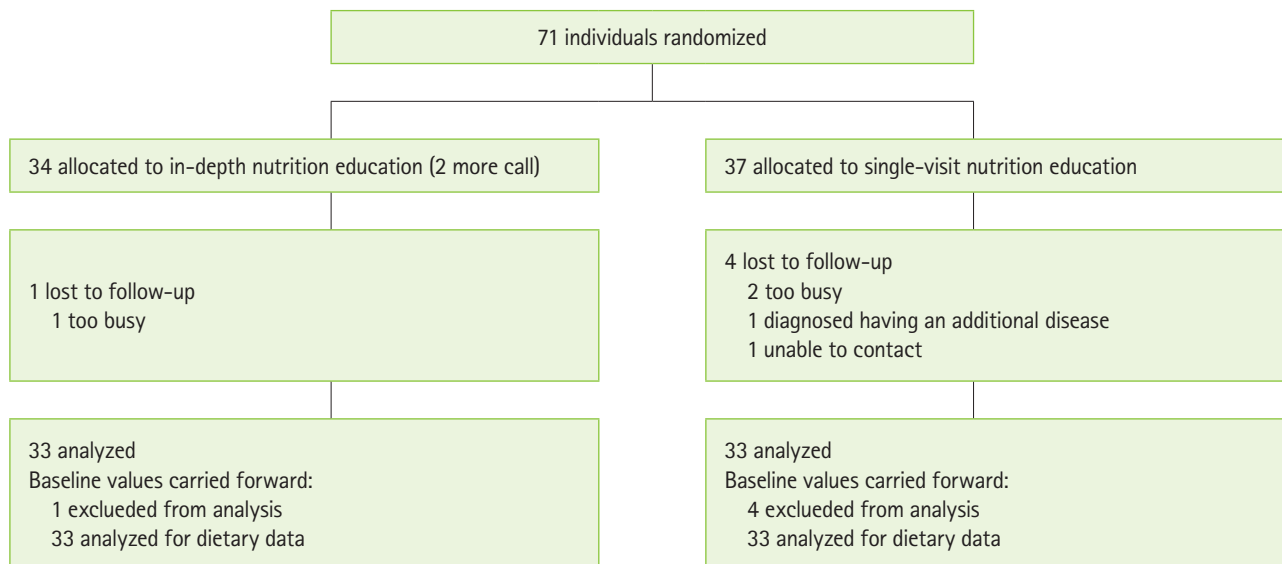 71 individuals randomized
34 allocated to in-depth nutrition education (2 more call)
37 allocated to single-visit nutrition education
1 lost to follow-up
1 too busy
4 lost to follow-up
2 too busy
1 diagnosed having an additional disease
1 unable to contact
33 analyzed
Baseline values carried forward:
1 exclueded from analysis
33 analyzed for dietary data
33 analyzed
Baseline values carried forward:
4 exclueded from analysis
33 analyzed for dietary data